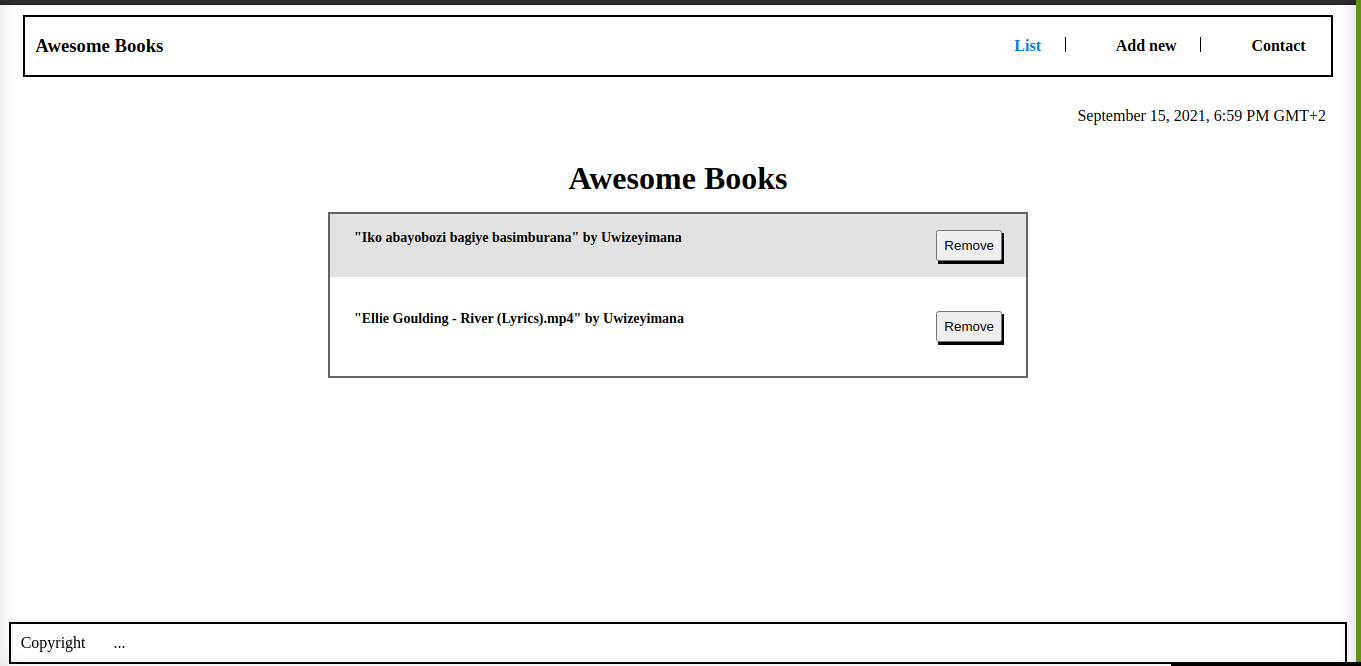 Awesome Books List Add new Contact
September 15, 2021, 6:59 PM GMT+2
Awesome Books
"Iko abayobozi bagiye basimburana" by Uwizeyimana Remove
"Ellie Goulding - River (Lyrics).mp4" by Uwizeyimana Remove
Copyright ...